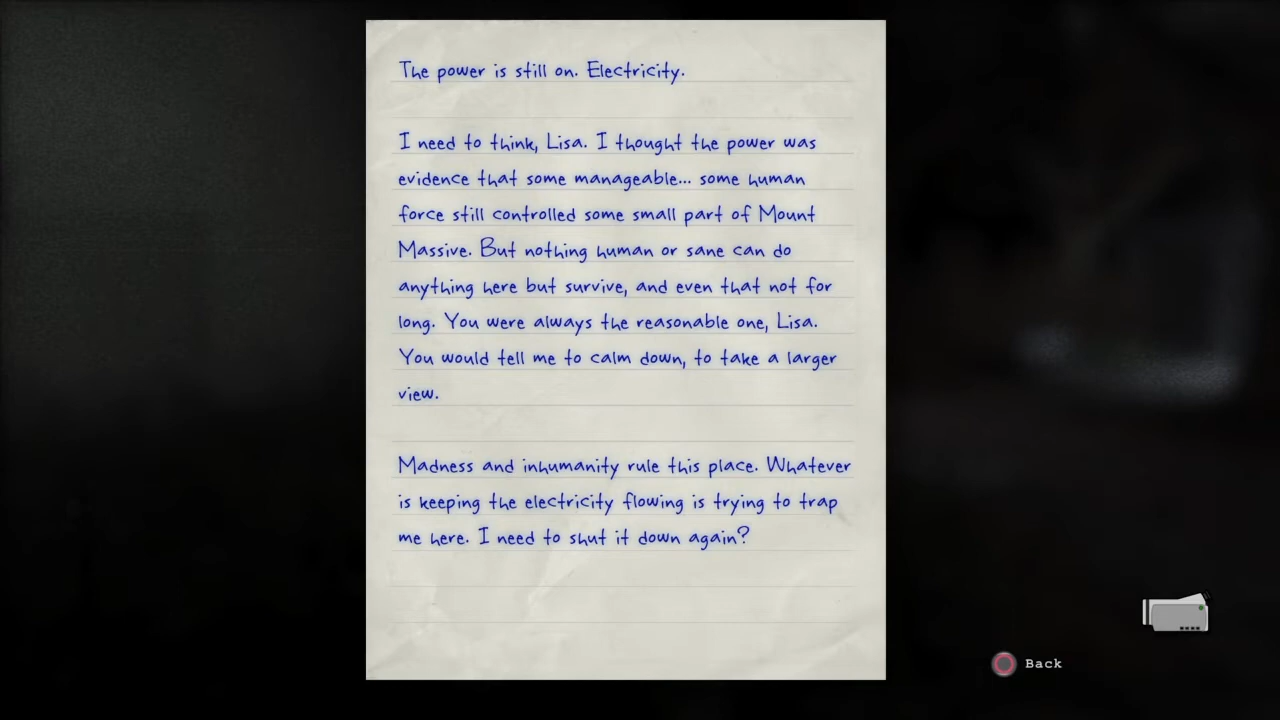 The power is still on. Electricity.
I need to think, Lisa. I thought the power was
evidence that some manageable... some human
force still controlled some small part of Mount
Massive. But nothing human or sane can do
anything here but survive, and even that not for
long. You were always the reasonable one, Lisa.
You would tell me to calm down, to take a larger
view.
Madness and inhumanity rule this place. Whatever
is keeping the electricity flowing is trying to trap
me here. I need to shut it down again?
Back